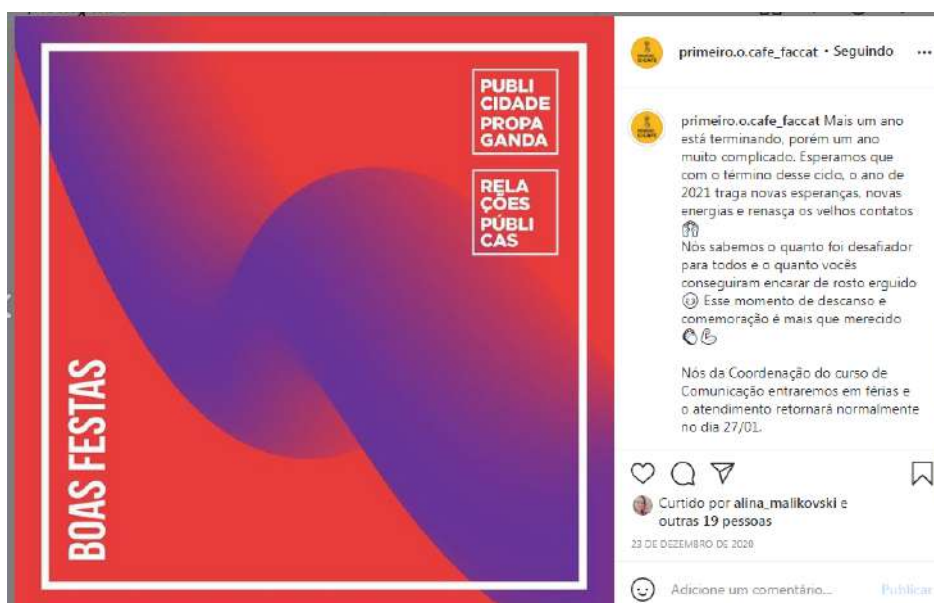 PUBLI
CIDADE
PROPA
GANDA
RELA
ÇÕES
PÚBLI
CAS
BOAS FESTAS
primeiro.o.cafe_faccat • Seguindo
primeiro.o.cafe_faccat Mais um ano
está terminando, porém um ano
muito complicado. Esperamos que
com o término desse ciclo, o ano de
2021 traga novas esperanças, novas
energias e renasça os velhos contatos
Nós sabemos o quanto foi desafiador
para todos e o quanto vocês
conseguiram encarar de rosto erguido
Esse momento de descanso e
comemoração é mais que merecido
Nós da Coordenação do curso de
Comunicação entraremos em férias e
o atendimento retornará normalmente
no dia 27/01.
Curtido por alina_malikovski e
outras 19 pessoas
23 DE DEZEMBRO DE 2020
Adicione um comentário... Publicar